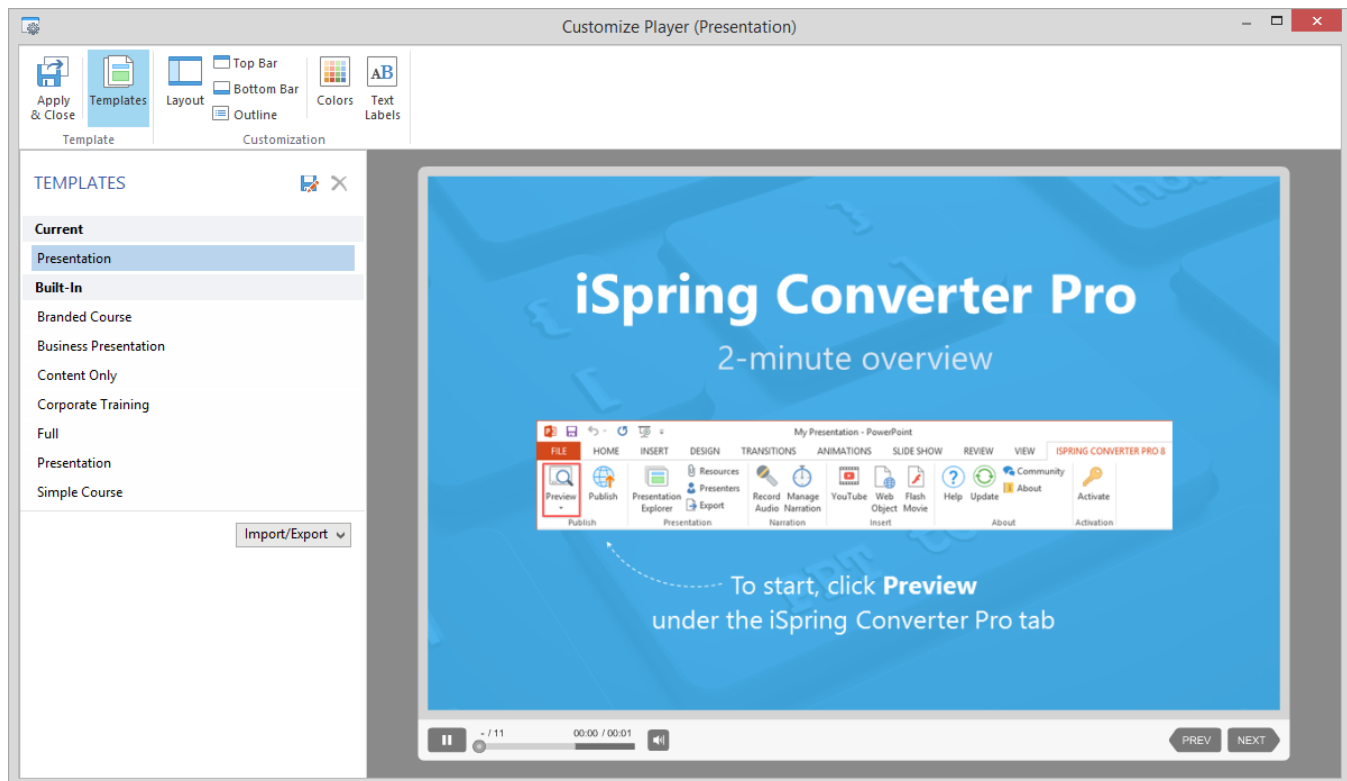 Customize Player (Presentation)
Apply & Close
Templates
Layout
Top Bar
Bottom Bar
Outline
Colors
Text Labels
Template
Customization
TEMPLATES
Current
Presentation
Built-In
Branded Course
Business Presentation
Content Only
Corporate Training
Full
Presentation
Simple Course
Import/Export
iSpring Converter Pro
2-minute overview
My Presentation - PowerPoint
FILE HOME INSERT DESIGN TRANSITIONS ANIMATIONS SLIDE SHOW REVIEW VIEW ISPRING CONVERTER PRO 8
Preview
Publish
Presentation Explorer
Resources
Presenters
Export
Record Audio
Manage Narration
YouTube
Web Object
Flash Movie
Help
Update
Community
About
Activate
Publish
Presentation
Narration
Insert
About
Activation
To start, click Preview
under the iSpring Converter Pro tab
- / 11
00:00 / 00:01
PREV
NEXT